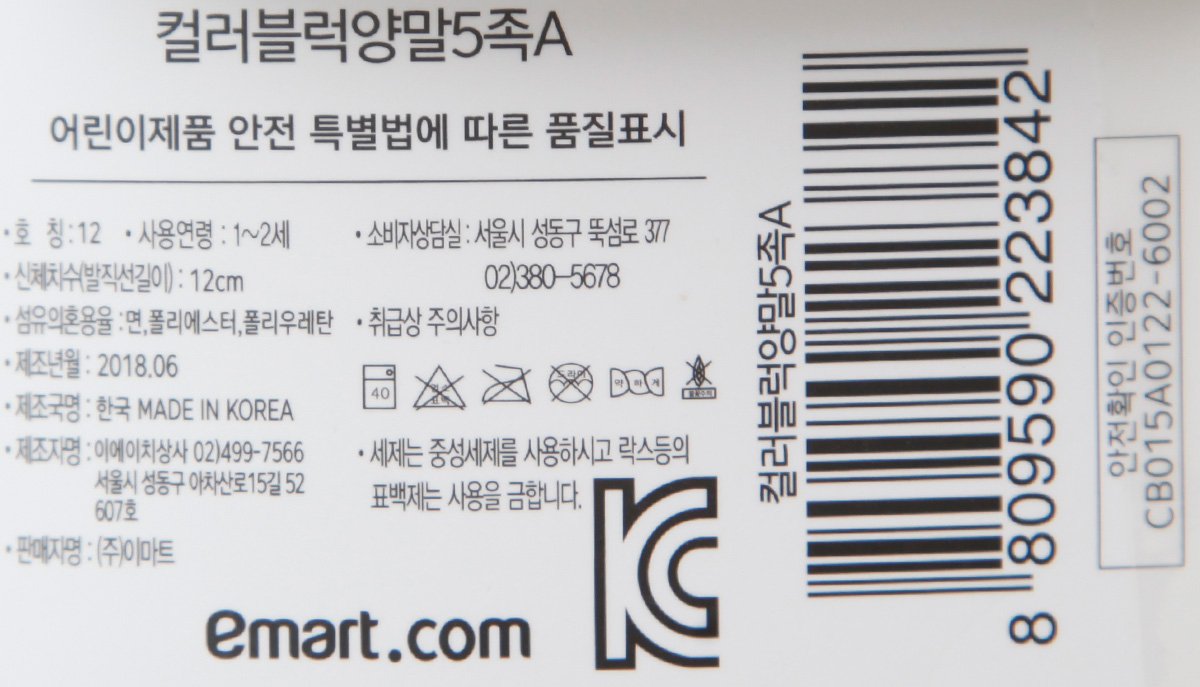 컬러블럭양말5족A
어린이제품 안전 특별법에 따른 품질표시
· 호 칭 : 12 · 사용연령 : 1~2세
· 신체치수(발직선길이) : 12cm
· 섬유의혼용율 : 면,폴리에스터,폴리우레탄
· 제조년월 : 2018.06
· 제조국명 : 한국 MADE IN KOREA
· 제조자명 : 이에이치상사 02)499-7566
서울시 성동구 아차산로15길 52
607호
· 판매자명 : (주)이마트
· 소비자상담실 : 서울시 성동구 뚝섬로 377
02)380-5678
· 취급상 주의사항
40 드라이 약하게
· 세제는 중성세제를 사용하시고 락스등의
표백제는 사용을 금합니다.
emart.com
KC
컬러블럭양말5족A
8 809590 223842
안전확인 인증번호
CB015A0122-6002